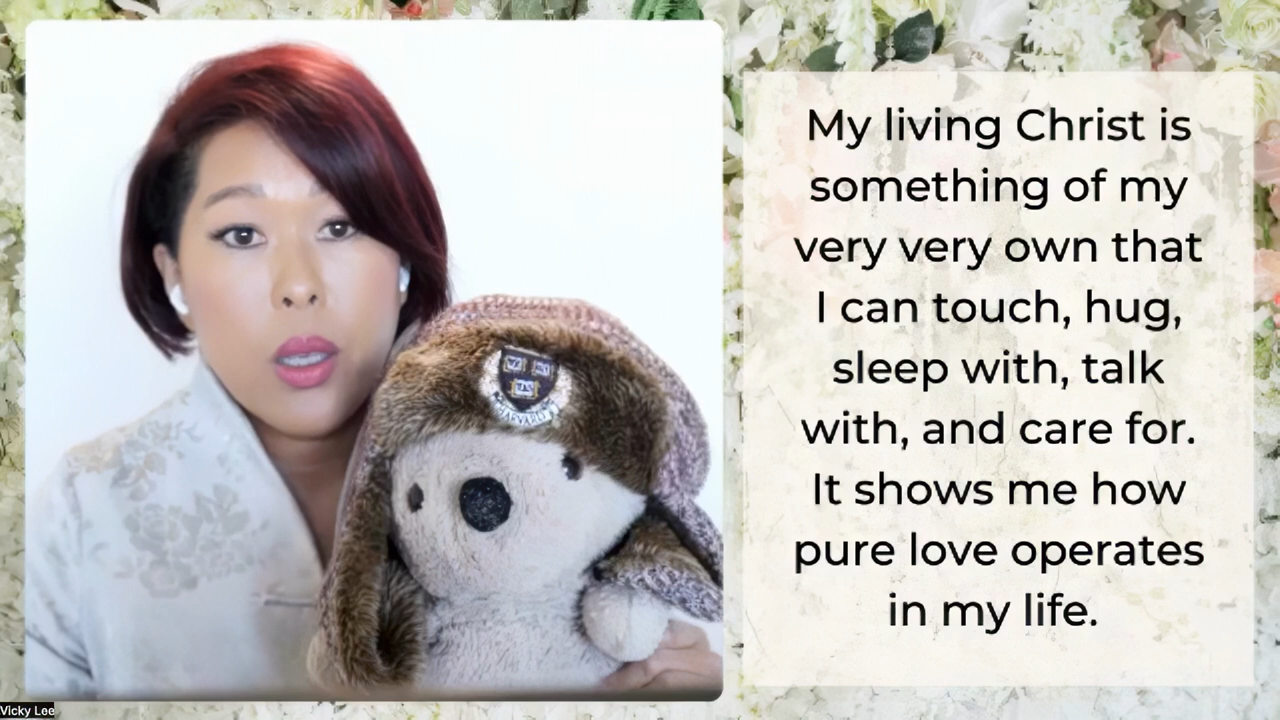 My living Christ is
something of my
very very own that
I can touch, hug,
sleep with, talk
with, and care for.
It shows me how
pure love operates
in my life.
HARVARD
Vicky Lee